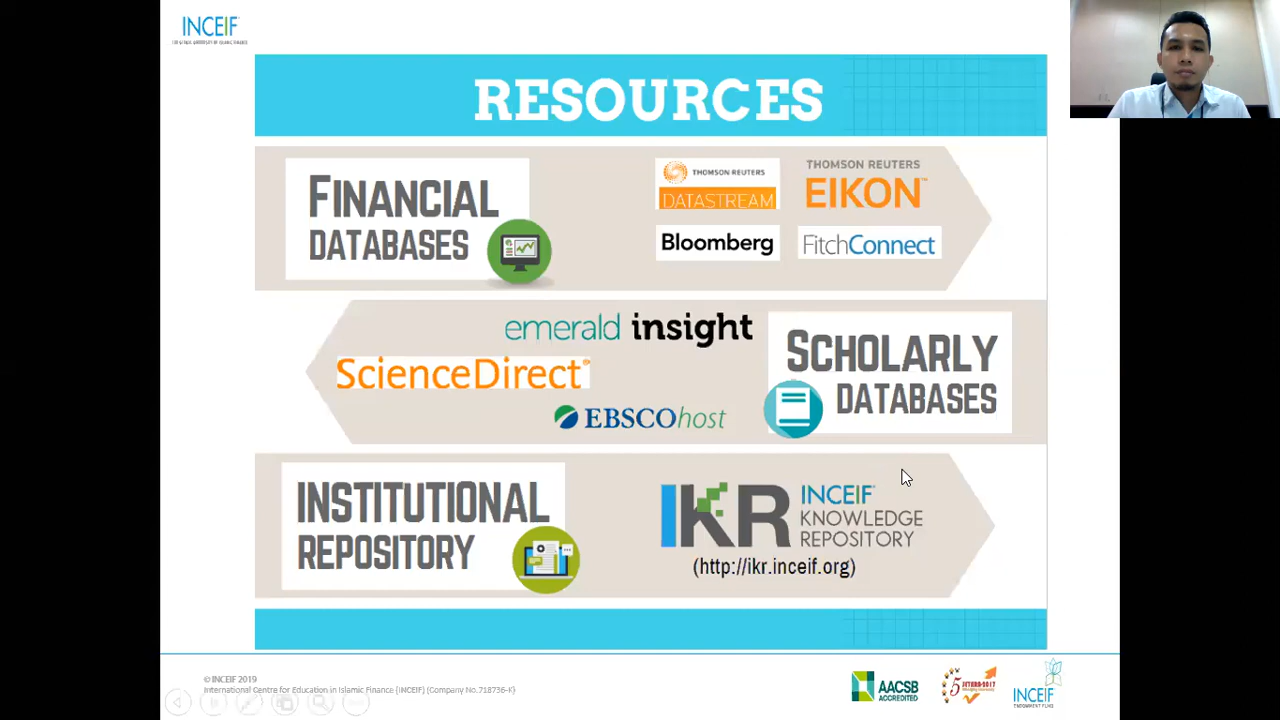 INCEIF
RESOURCES
FINANCIAL
DATABASES
THOMSON REUTERS
DATASTREAM
THOMSON REUTERS
EIKON™
Bloomberg
FitchConnect
emerald insight
ScienceDirect®
EBSCOhost
SCHOLARLY
DATABASES
INSTITUTIONAL
REPOSITORY
IKR
INCEIF
KNOWLEDGE
REPOSITORY
(http://ikr.inceif.org)
© INCEIF 2019
International Centre for Education in Islamic Finance (INCEIF) (Company No.718736-K)
AACSB
ACCREDITED
5
INCEIF